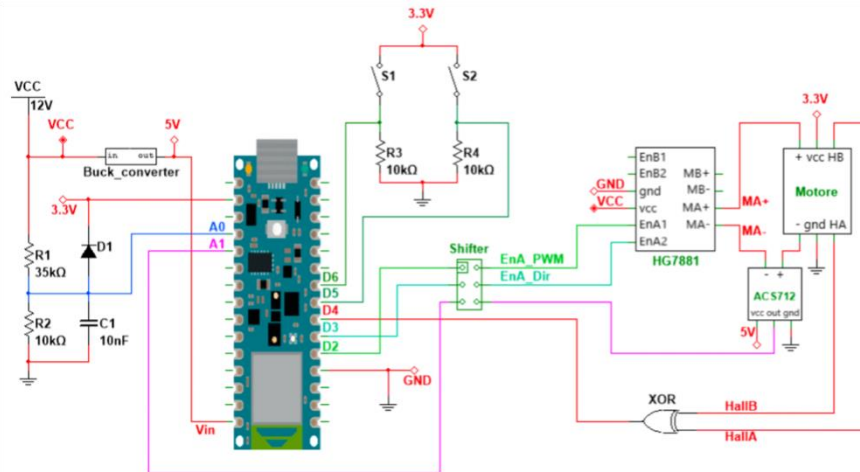 VCC
12V
VCC
5V
in out
Buck_converter
3.3V
A0
A1
D1
R1
35kΩ
R2
10kΩ
C1
10nF
Vin
3.3V
S1
S2
R3
10kΩ
R4
10kΩ
D6
D5
D4
D3
D2
GND
Shifter
EnA_PWM
EnA_Dir
GND
VCC
EnB1
EnB2
gnd
vcc
EnA1
EnA2
MB+
MB-
MA+
MA-
HG7881
MA+
MA-
3.3V
+ vcc HB
Motore
- gnd HA
- +
ACS712
vcc out gnd
5V
XOR
HallB
HallA